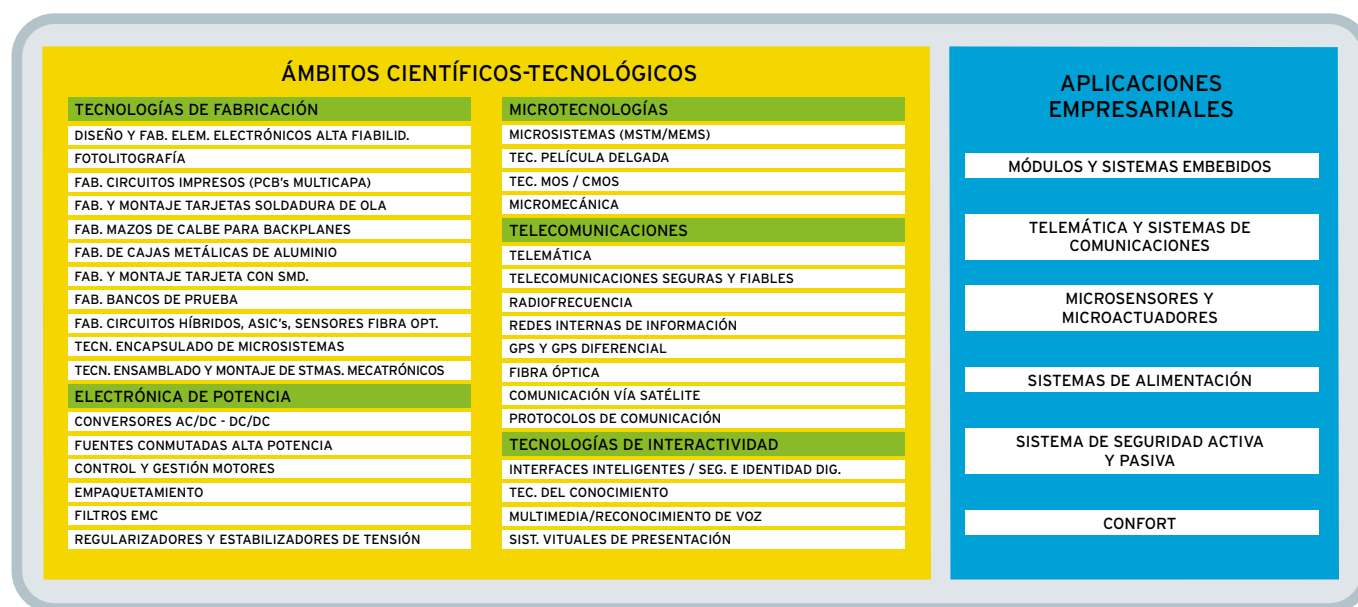 ÁMBITOS CIENTÍFICOS-TECNOLÓGICOS
TECNOLOGÍAS DE FABRICACIÓN
DISEÑO Y FAB. ELEM. ELECTRÓNICOS ALTA FIABILID.
FOTOLITOGRAFÍA
FAB. CIRCUITOS IMPRESOS (PCB's MULTICAPA)
FAB. Y MONTAJE TARJETAS SOLDADURA DE OLA
FAB. MAZOS DE CALBE PARA BACKPLANES
FAB. DE CAJAS METÁLICAS DE ALUMINIO
FAB. Y MONTAJE TARJETA CON SMD.
FAB. BANCOS DE PRUEBA
FAB. CIRCUITOS HÍBRIDOS, ASIC's, SENSORES FIBRA OPT.
TECN. ENCAPSULADO DE MICROSISTEMAS
TECN. ENSAMBLADO Y MONTAJE DE STMAS. MECATRÓNICOS
ELECTRÓNICA DE POTENCIA
CONVERSORES AC/DC - DC/DC
FUENTES CONMUTADAS ALTA POTENCIA
CONTROL Y GESTIÓN MOTORES
EMPAQUETAMIENTO
FILTROS EMC
REGULARIZADORES Y ESTABILIZADORES DE TENSIÓN
MICROTECNOLOGÍAS
MICROSISTEMAS (MSTM/MEMS)
TEC. PELÍCULA DELGADA
TEC. MOS / CMOS
MICROMECÁNICA
TELECOMUNICACIONES
TELEMÁTICA
TELECOMUNICACIONES SEGURAS Y FIABLES
RADIOFRECUENCIA
REDES INTERNAS DE INFORMACIÓN
GPS Y GPS DIFERENCIAL
FIBRA ÓPTICA
COMUNICACIÓN VÍA SATÉLITE
PROTOCOLOS DE COMUNICACIÓN
TECNOLOGÍAS DE INTERACTIVIDAD
INTERFACES INTELIGENTES / SEG. E IDENTIDAD DIG.
TEC. DEL CONOCIMIENTO
MULTIMEDIA/RECONOCIMIENTO DE VOZ
SIST. VITUALES DE PRESENTACIÓN
APLICACIONES
EMPRESARIALES
MÓDULOS Y SISTEMAS EMBEBIDOS
TELEMÁTICA Y SISTEMAS DE
COMUNICACIONES
MICROSENSORES Y
MICROACTUADORES
SISTEMAS DE ALIMENTACIÓN
SISTEMA DE SEGURIDAD ACTIVA
Y PASIVA
CONFORT